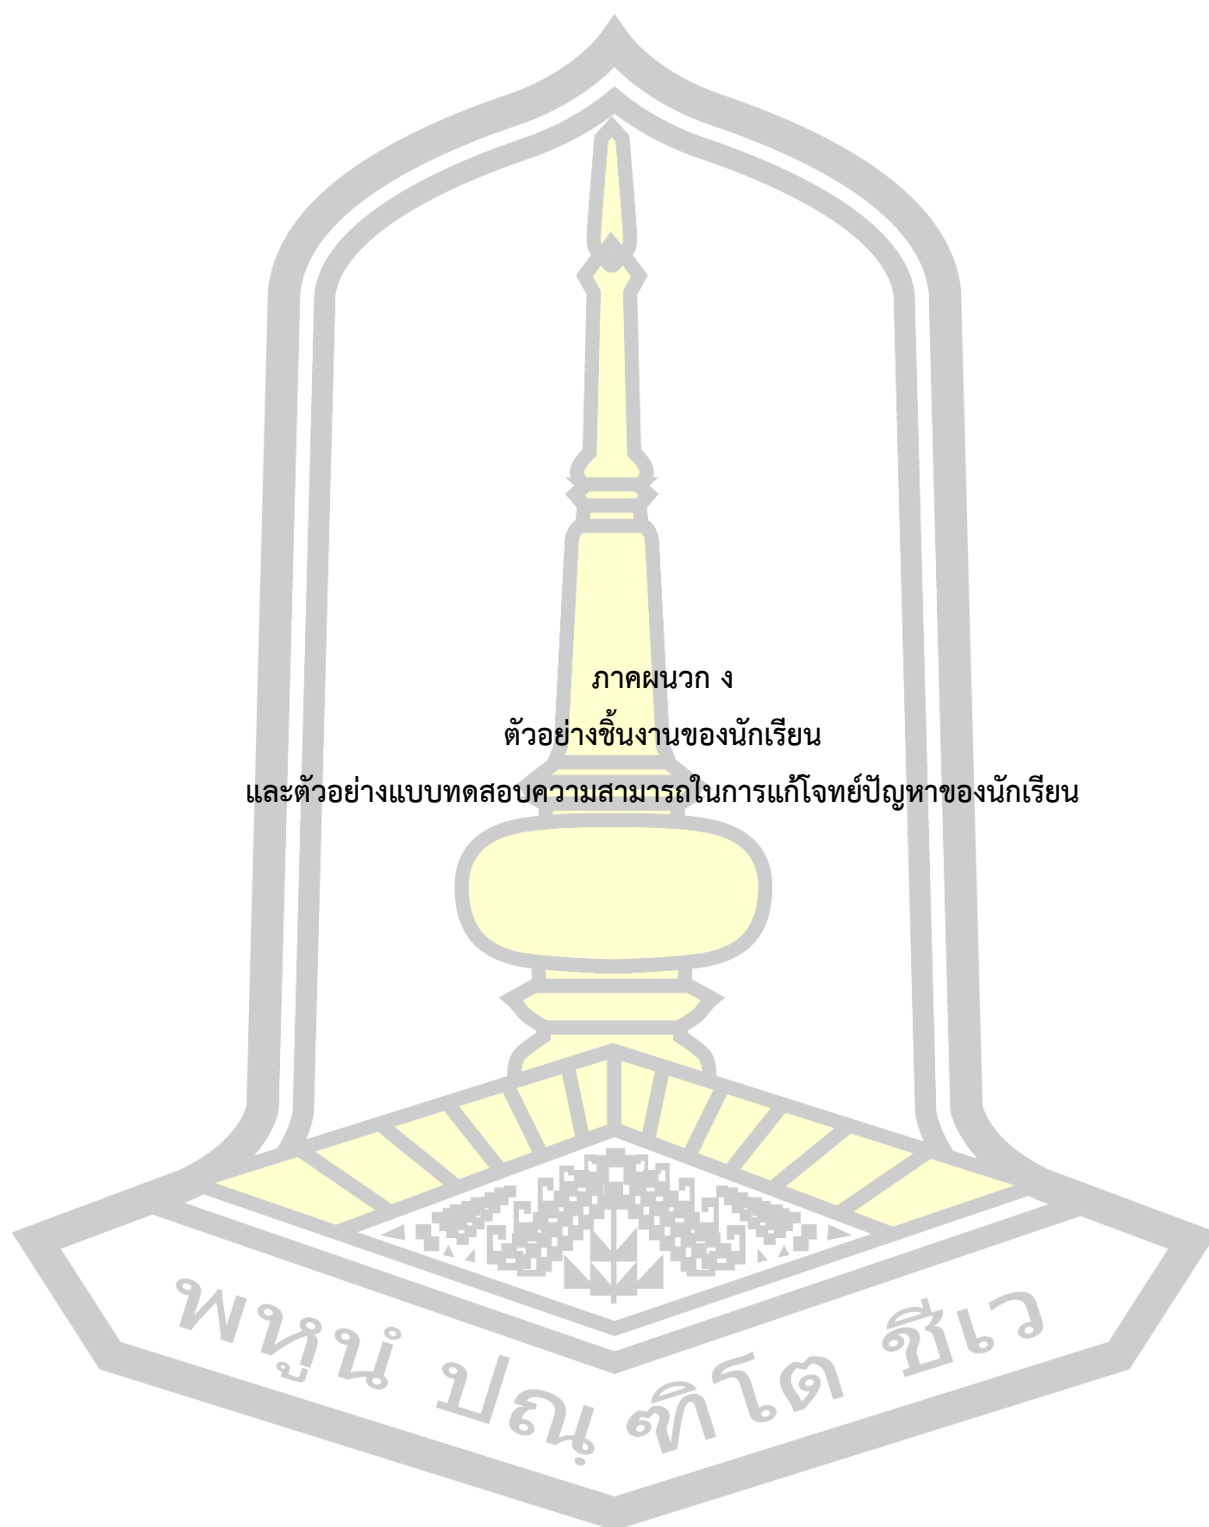 ภาคผนวก ง
ตัวอย่างชิ้นงานของนักเรียน
และตัวอย่างแบบทดสอบความสามารถในการแก้โจทย์ปัญหาของนักเรียน
พหูนํ ปณฺฑิโต ชีเว